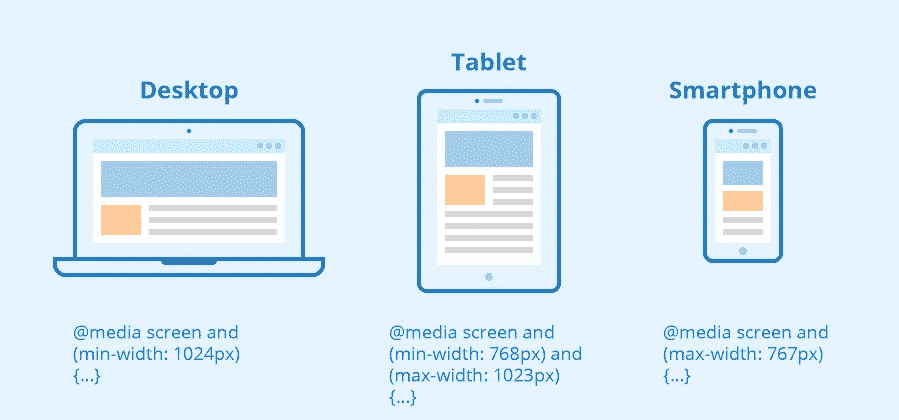 Desktop
@media screen and
(min-width: 1024px)
{...}
Tablet
@media screen and
(min-width: 768px) and
(max-width: 1023px)
{...}
Smartphone
@media screen and
(max-width: 767px)
{...}